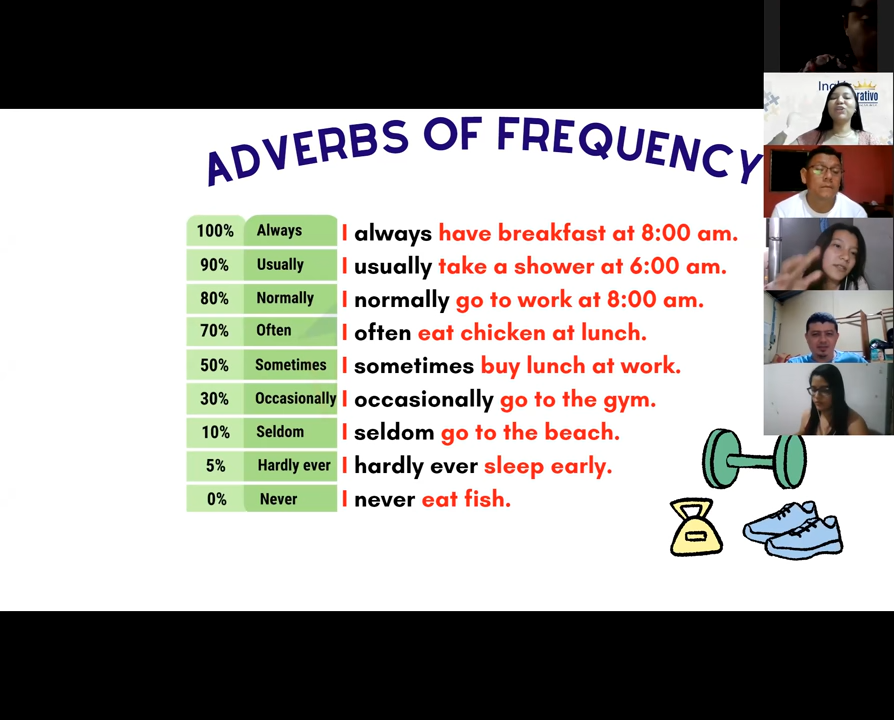 ADVERBS OF FREQUENCY
100% Always I always have breakfast at 8:00 am.
90% Usually I usually take a shower at 6:00 am.
80% Normally I normally go to work at 8:00 am.
70% Often I often eat chicken at lunch.
50% Sometimes I sometimes buy lunch at work.
30% Occasionally I occasionally go to the gym.
10% Seldom I seldom go to the beach.
5% Hardly ever I hardly ever sleep early.
0% Never I never eat fish.